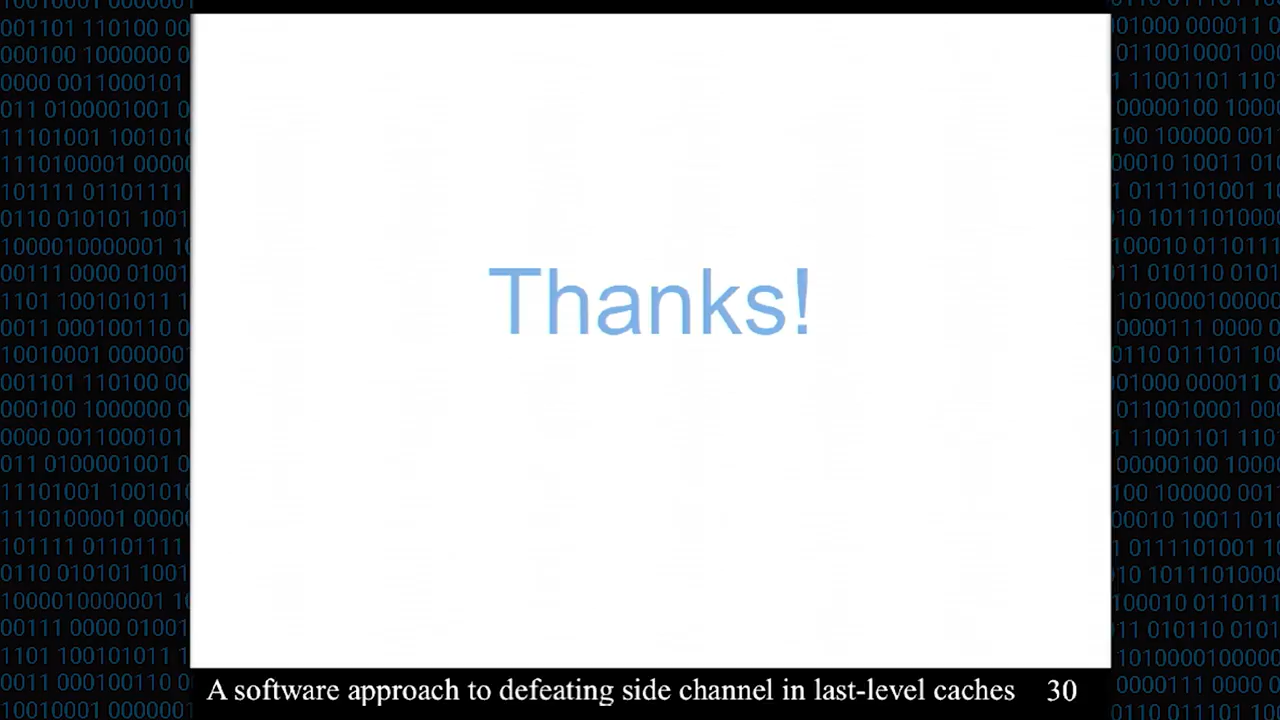 Thanks!
A software approach to defeating side channel in last-level caches 30